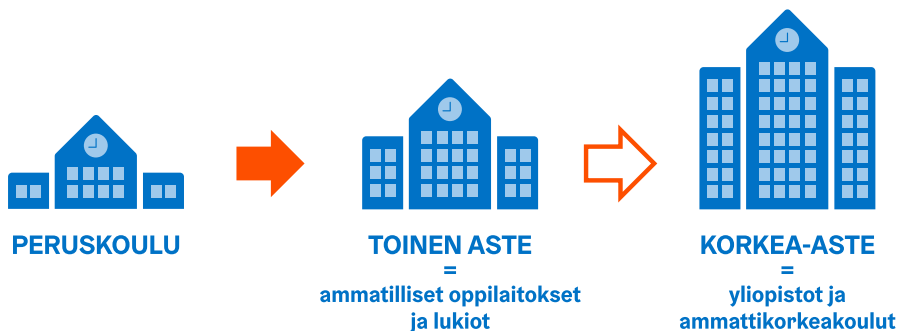 PERUSKOULU
TOINEN ASTE
=
ammatilliset oppilaitokset
ja lukiot
KORKEA-ASTE
=
yliopistot ja
ammattikorkeakoulut